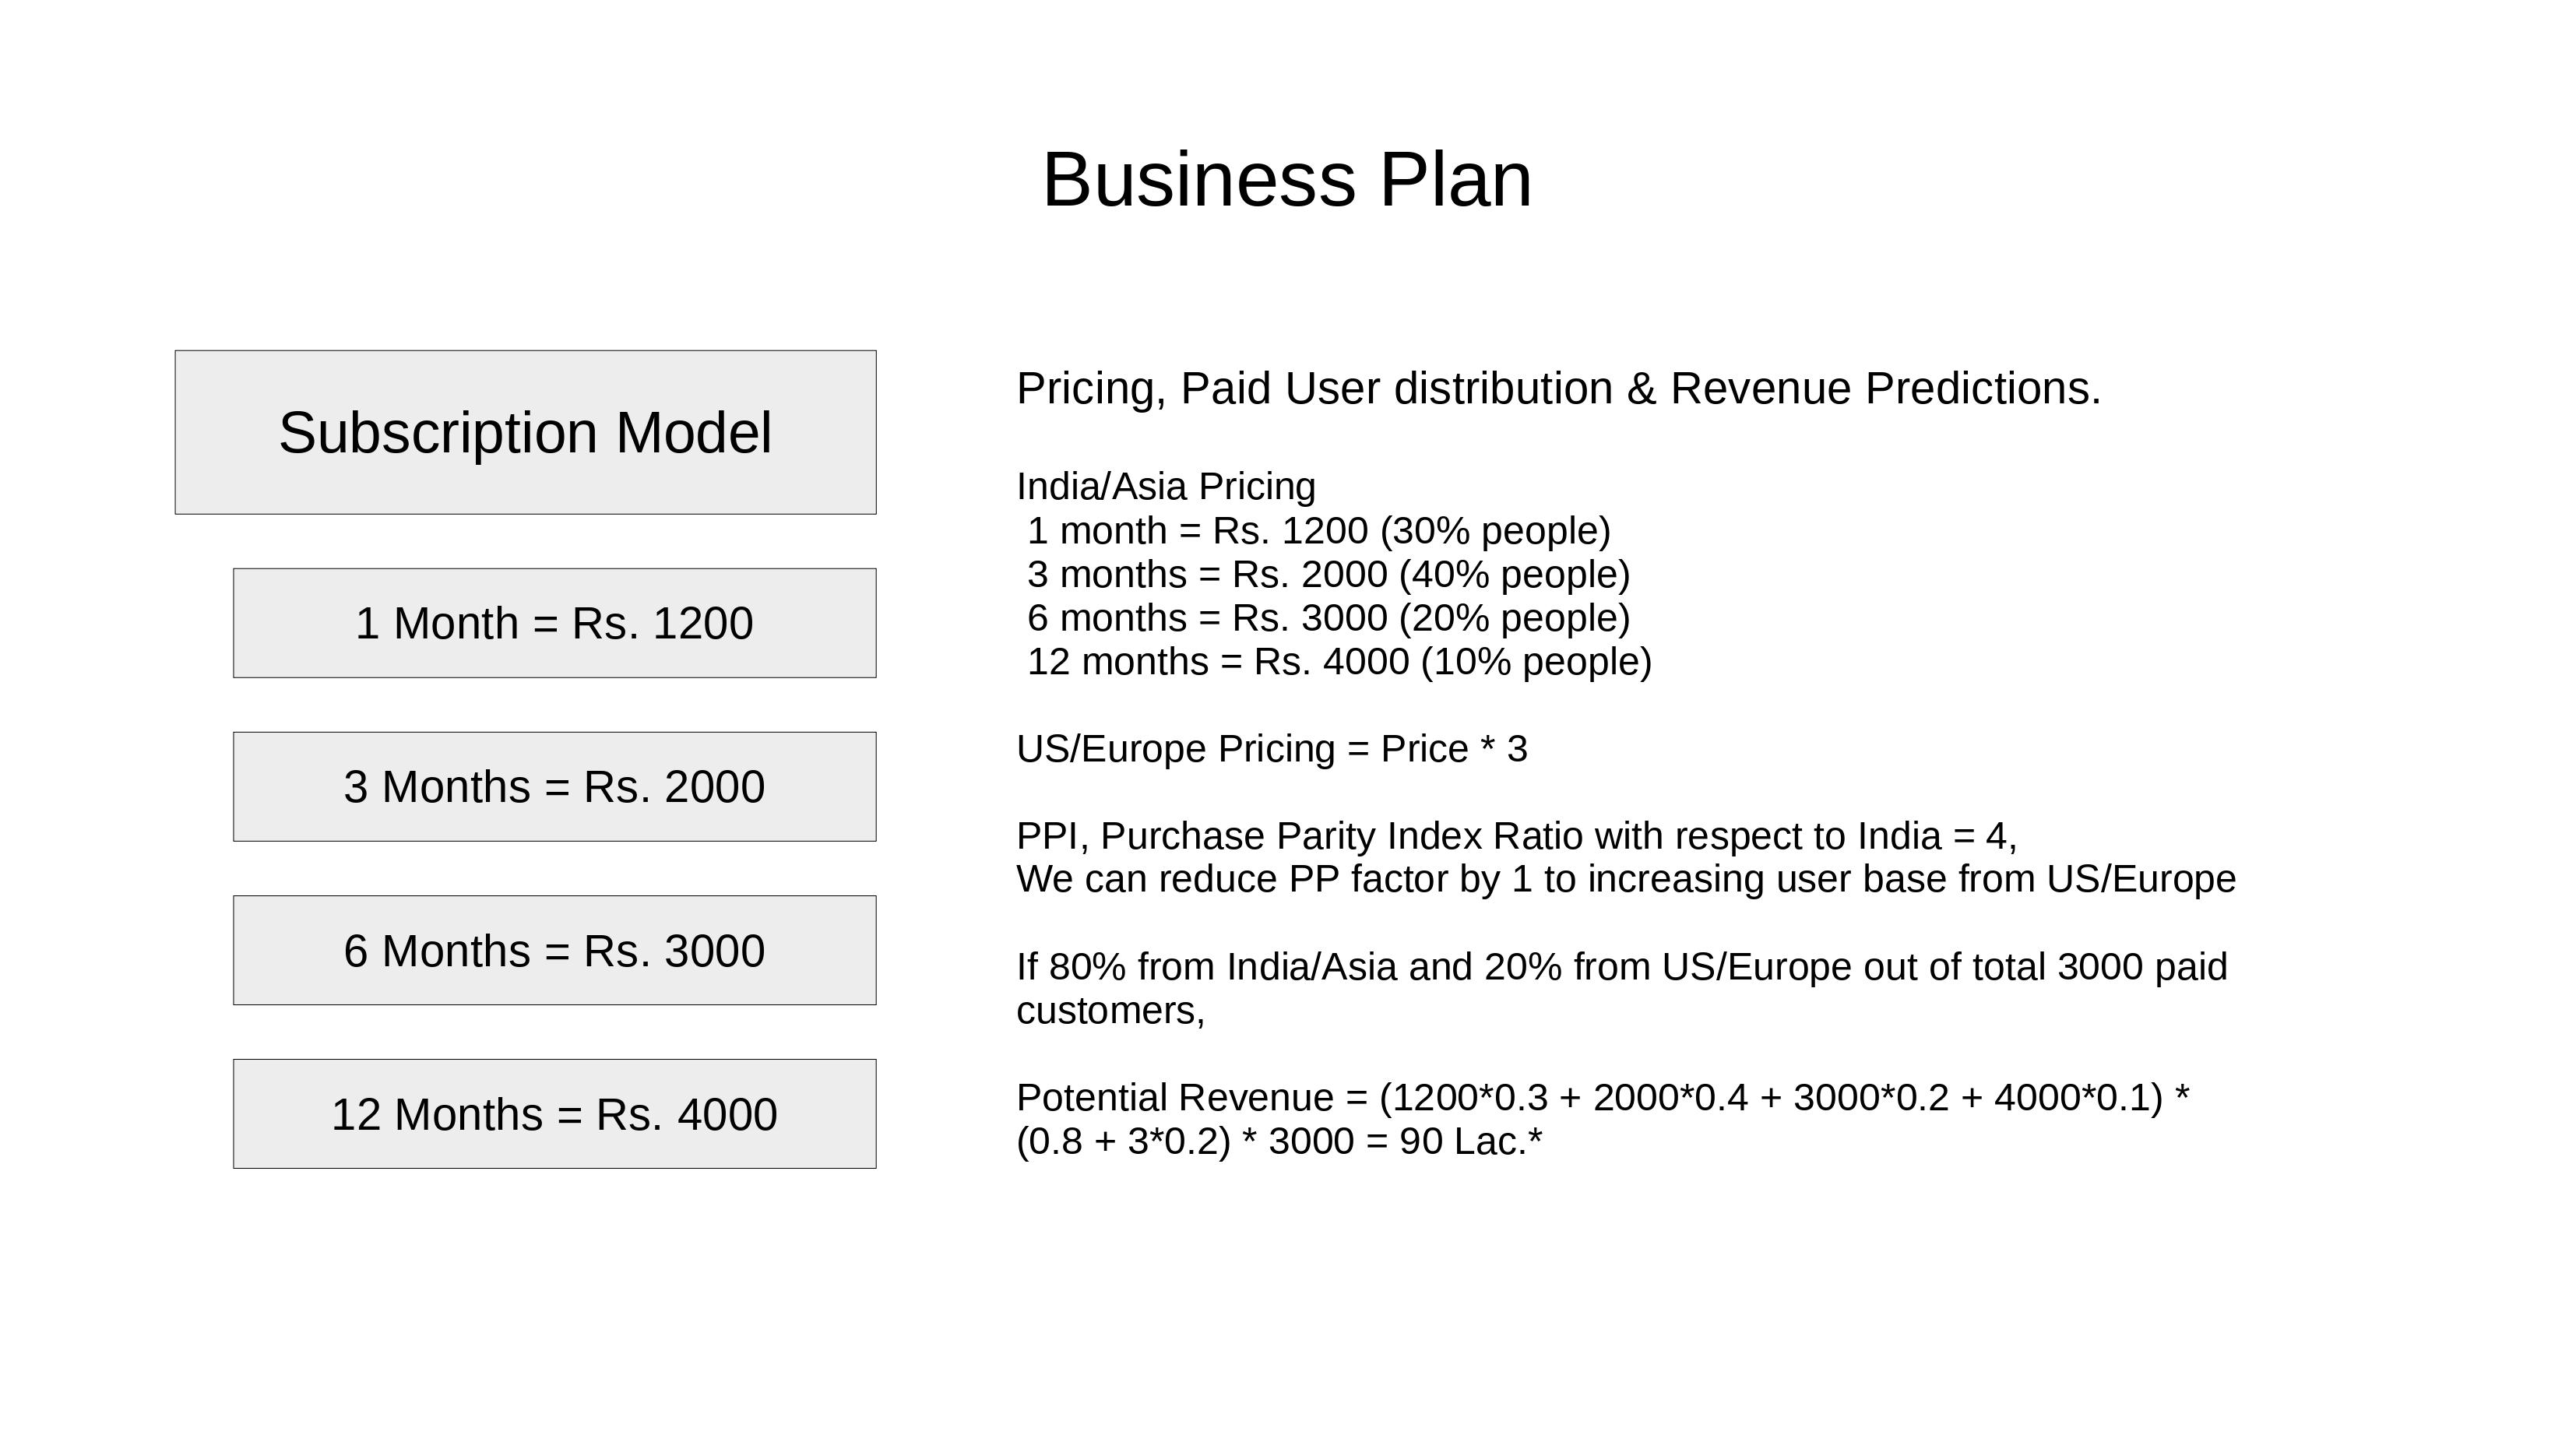 Business Plan
Subscription Model
1 Month = Rs. 1200
3 Months = Rs. 2000
6 Months = Rs. 3000
12 Months = Rs. 4000
Pricing, Paid User distribution & Revenue Predictions.
India/Asia Pricing
1 month = Rs. 1200 (30% people)
3 months = Rs. 2000 (40% people)
6 months = Rs. 3000 (20% people)
12 months = Rs. 4000 (10% people)
US/Europe Pricing = Price * 3
PPI, Purchase Parity Index Ratio with respect to India = 4,
We can reduce PP factor by 1 to increasing user base from US/Europe
If 80% from India/Asia and 20% from US/Europe out of total 3000 paid
customers,
Potential Revenue = (1200*0.3 + 2000*0.4 + 3000*0.2 + 4000*0.1) *
(0.8 + 3*0.2) * 3000 = 90 Lac.*